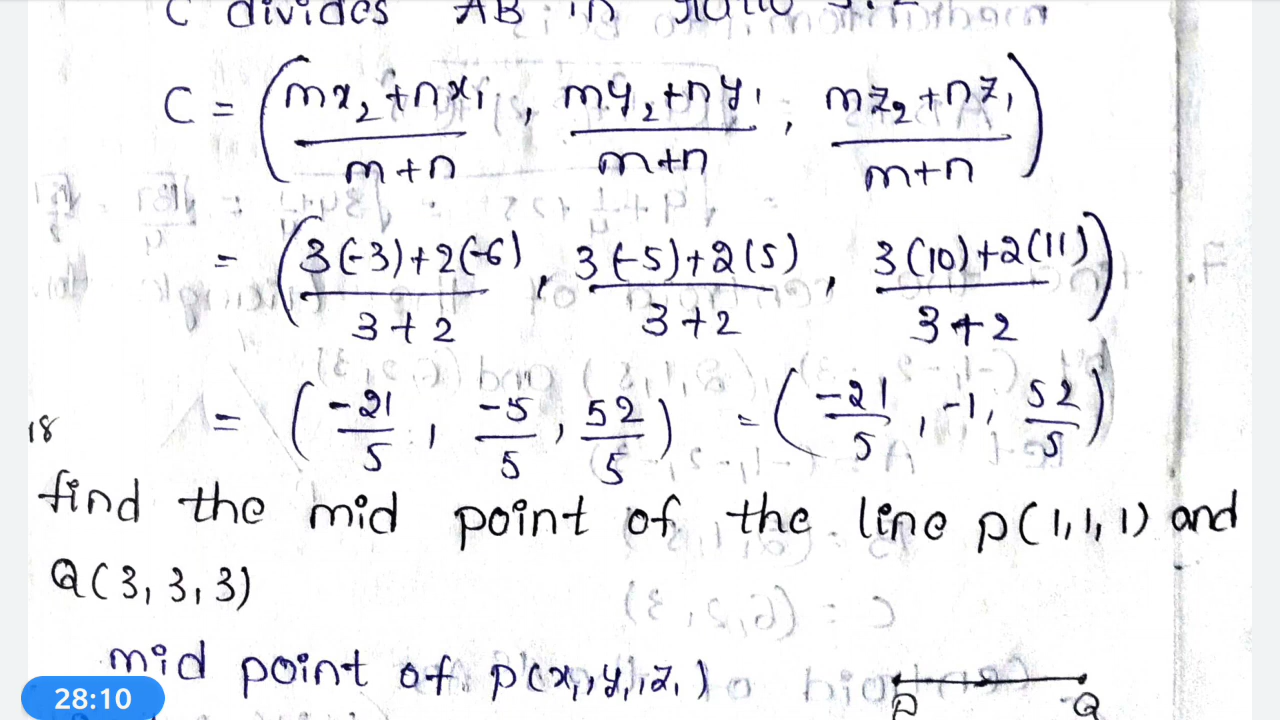 C divides AB in ratio 3:2
C = (mx₂+nx₁/m+n, my₂+ny₁/m+n, mz₂+nz₁/m+n)
= (3(-3)+2(-6)/3+2, 3(-5)+2(5)/3+2, 3(10)+2(11)/3+2)
= (-21/5, -5/5, 52/5) = (-21/5, -1, 52/5)
18
find the mid point of the line p(1,1,1) and
Q(3,3,3)
mid point of p(x₁,y₁,z₁)
P Q
28:10